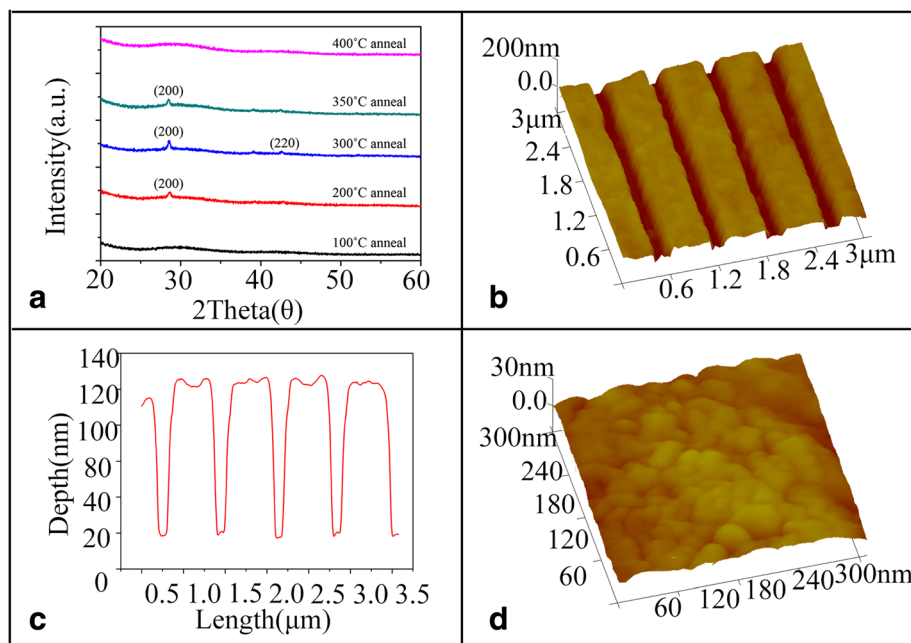 Intensity(a.u.)
400°C anneal
(200)
350°C anneal
(200)
(220)
300°C anneal
(200)
200°C anneal
100°C anneal
20 30 40 50 60
2Theta(θ)
a
200nm
0.0
3μm
2.4
1.8
1.2
0.6
0.6 1.2 1.8 2.4 3μm
b
Depth(nm)
140
120
100
80
60
40
20
0
0.5 1.0 1.5 2.0 2.5 3.0 3.5
Length(μm)
c
30nm
0.0
300nm
240
180
120
60
60 120 180 240 300nm
d